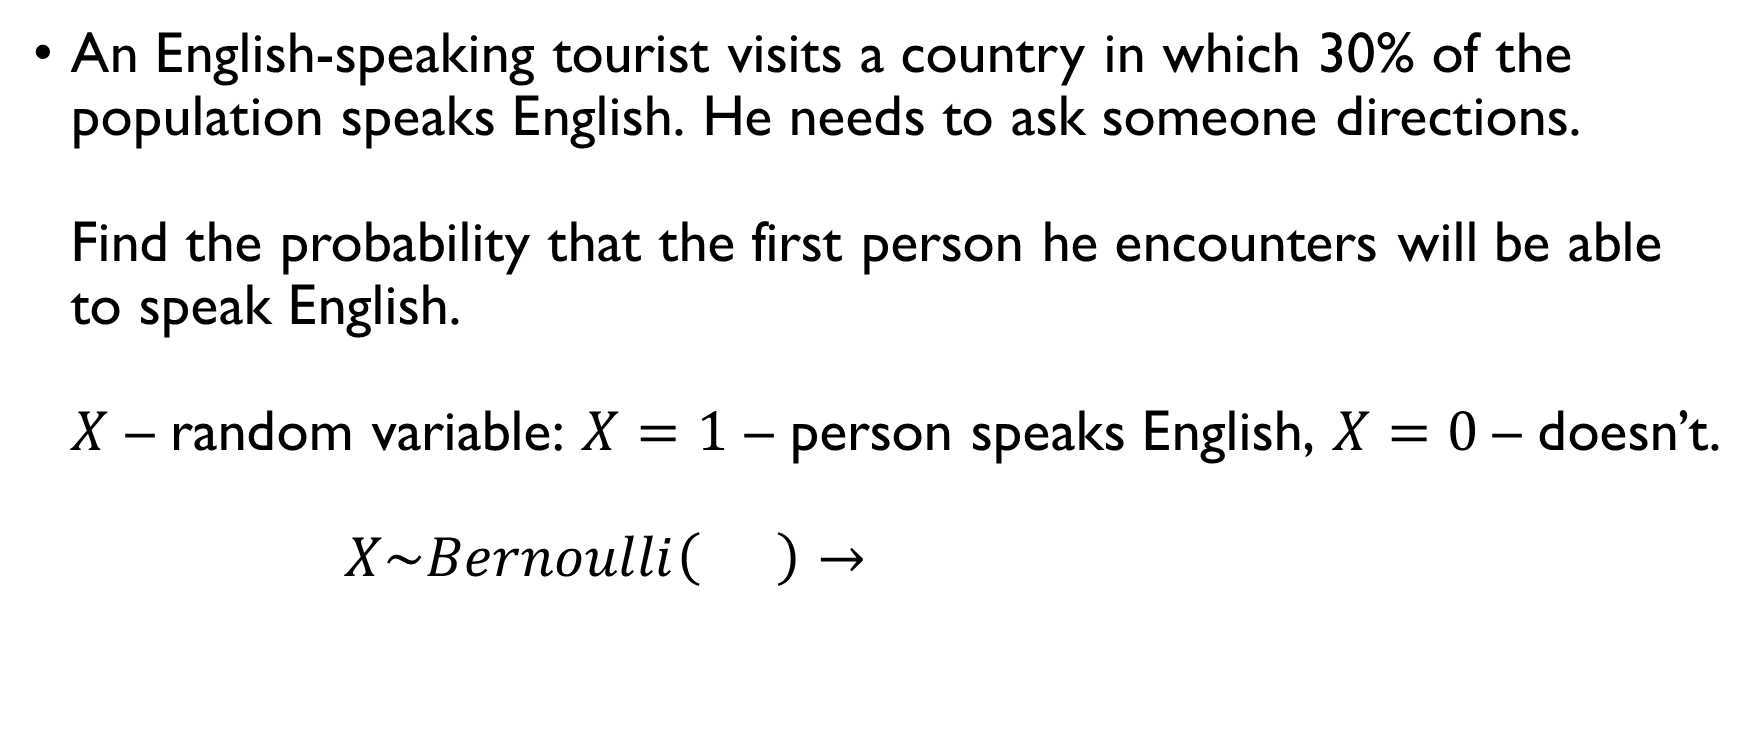 • An English-speaking tourist visits a country in which 30% of the
population speaks English. He needs to ask someone directions.
Find the probability that the first person he encounters will be able
to speak English.
X – random variable: X = 1 – person speaks English, X = 0 – doesn’t.
X~Bernoulli( ) →